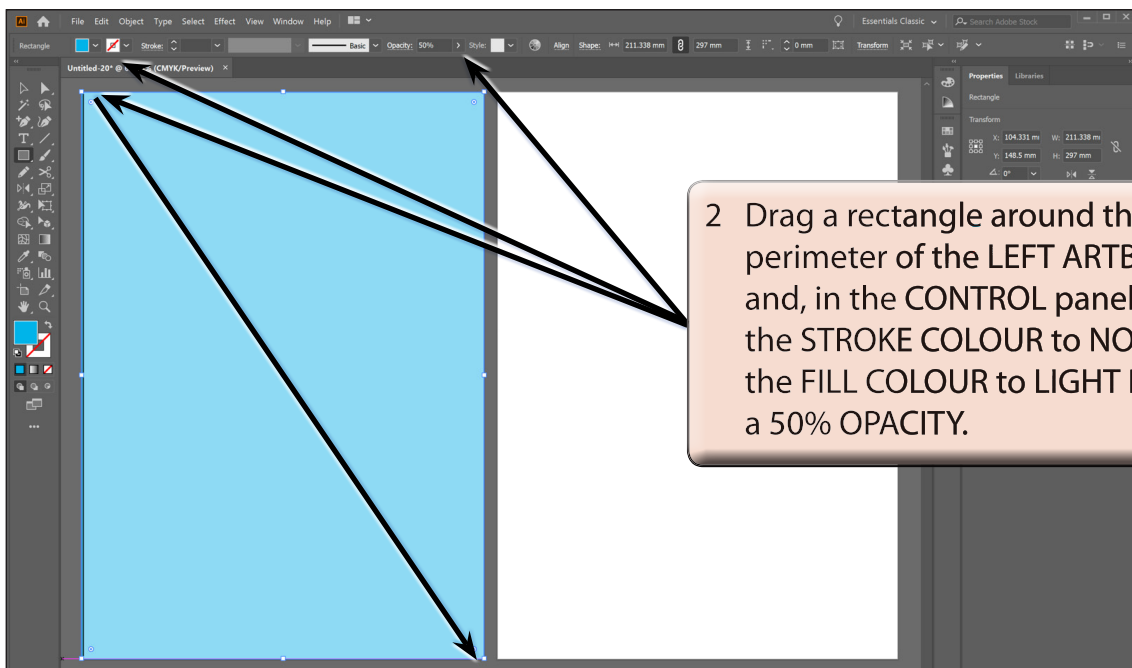 Ai File Edit Object Type Select Effect View Window Help Essentials Classic Search Adobe Stock
Rectangle Stroke: Basic Opacity: 50% Style: Align Shape: 211.338 mm 297 mm 0 mm Transform
Untitled-20* @ (CMYK/Preview) ×
Properties Libraries
Rectangle
Transform
X: 104.331 m W: 211.338 m
Y: 148.5 mm H: 297 mm
0°
2 Drag a rectangle around th
perimeter of the LEFT ARTB
and, in the CONTROL panel
the STROKE COLOUR to NO
the FILL COLOUR to LIGHT
a 50% OPACITY.